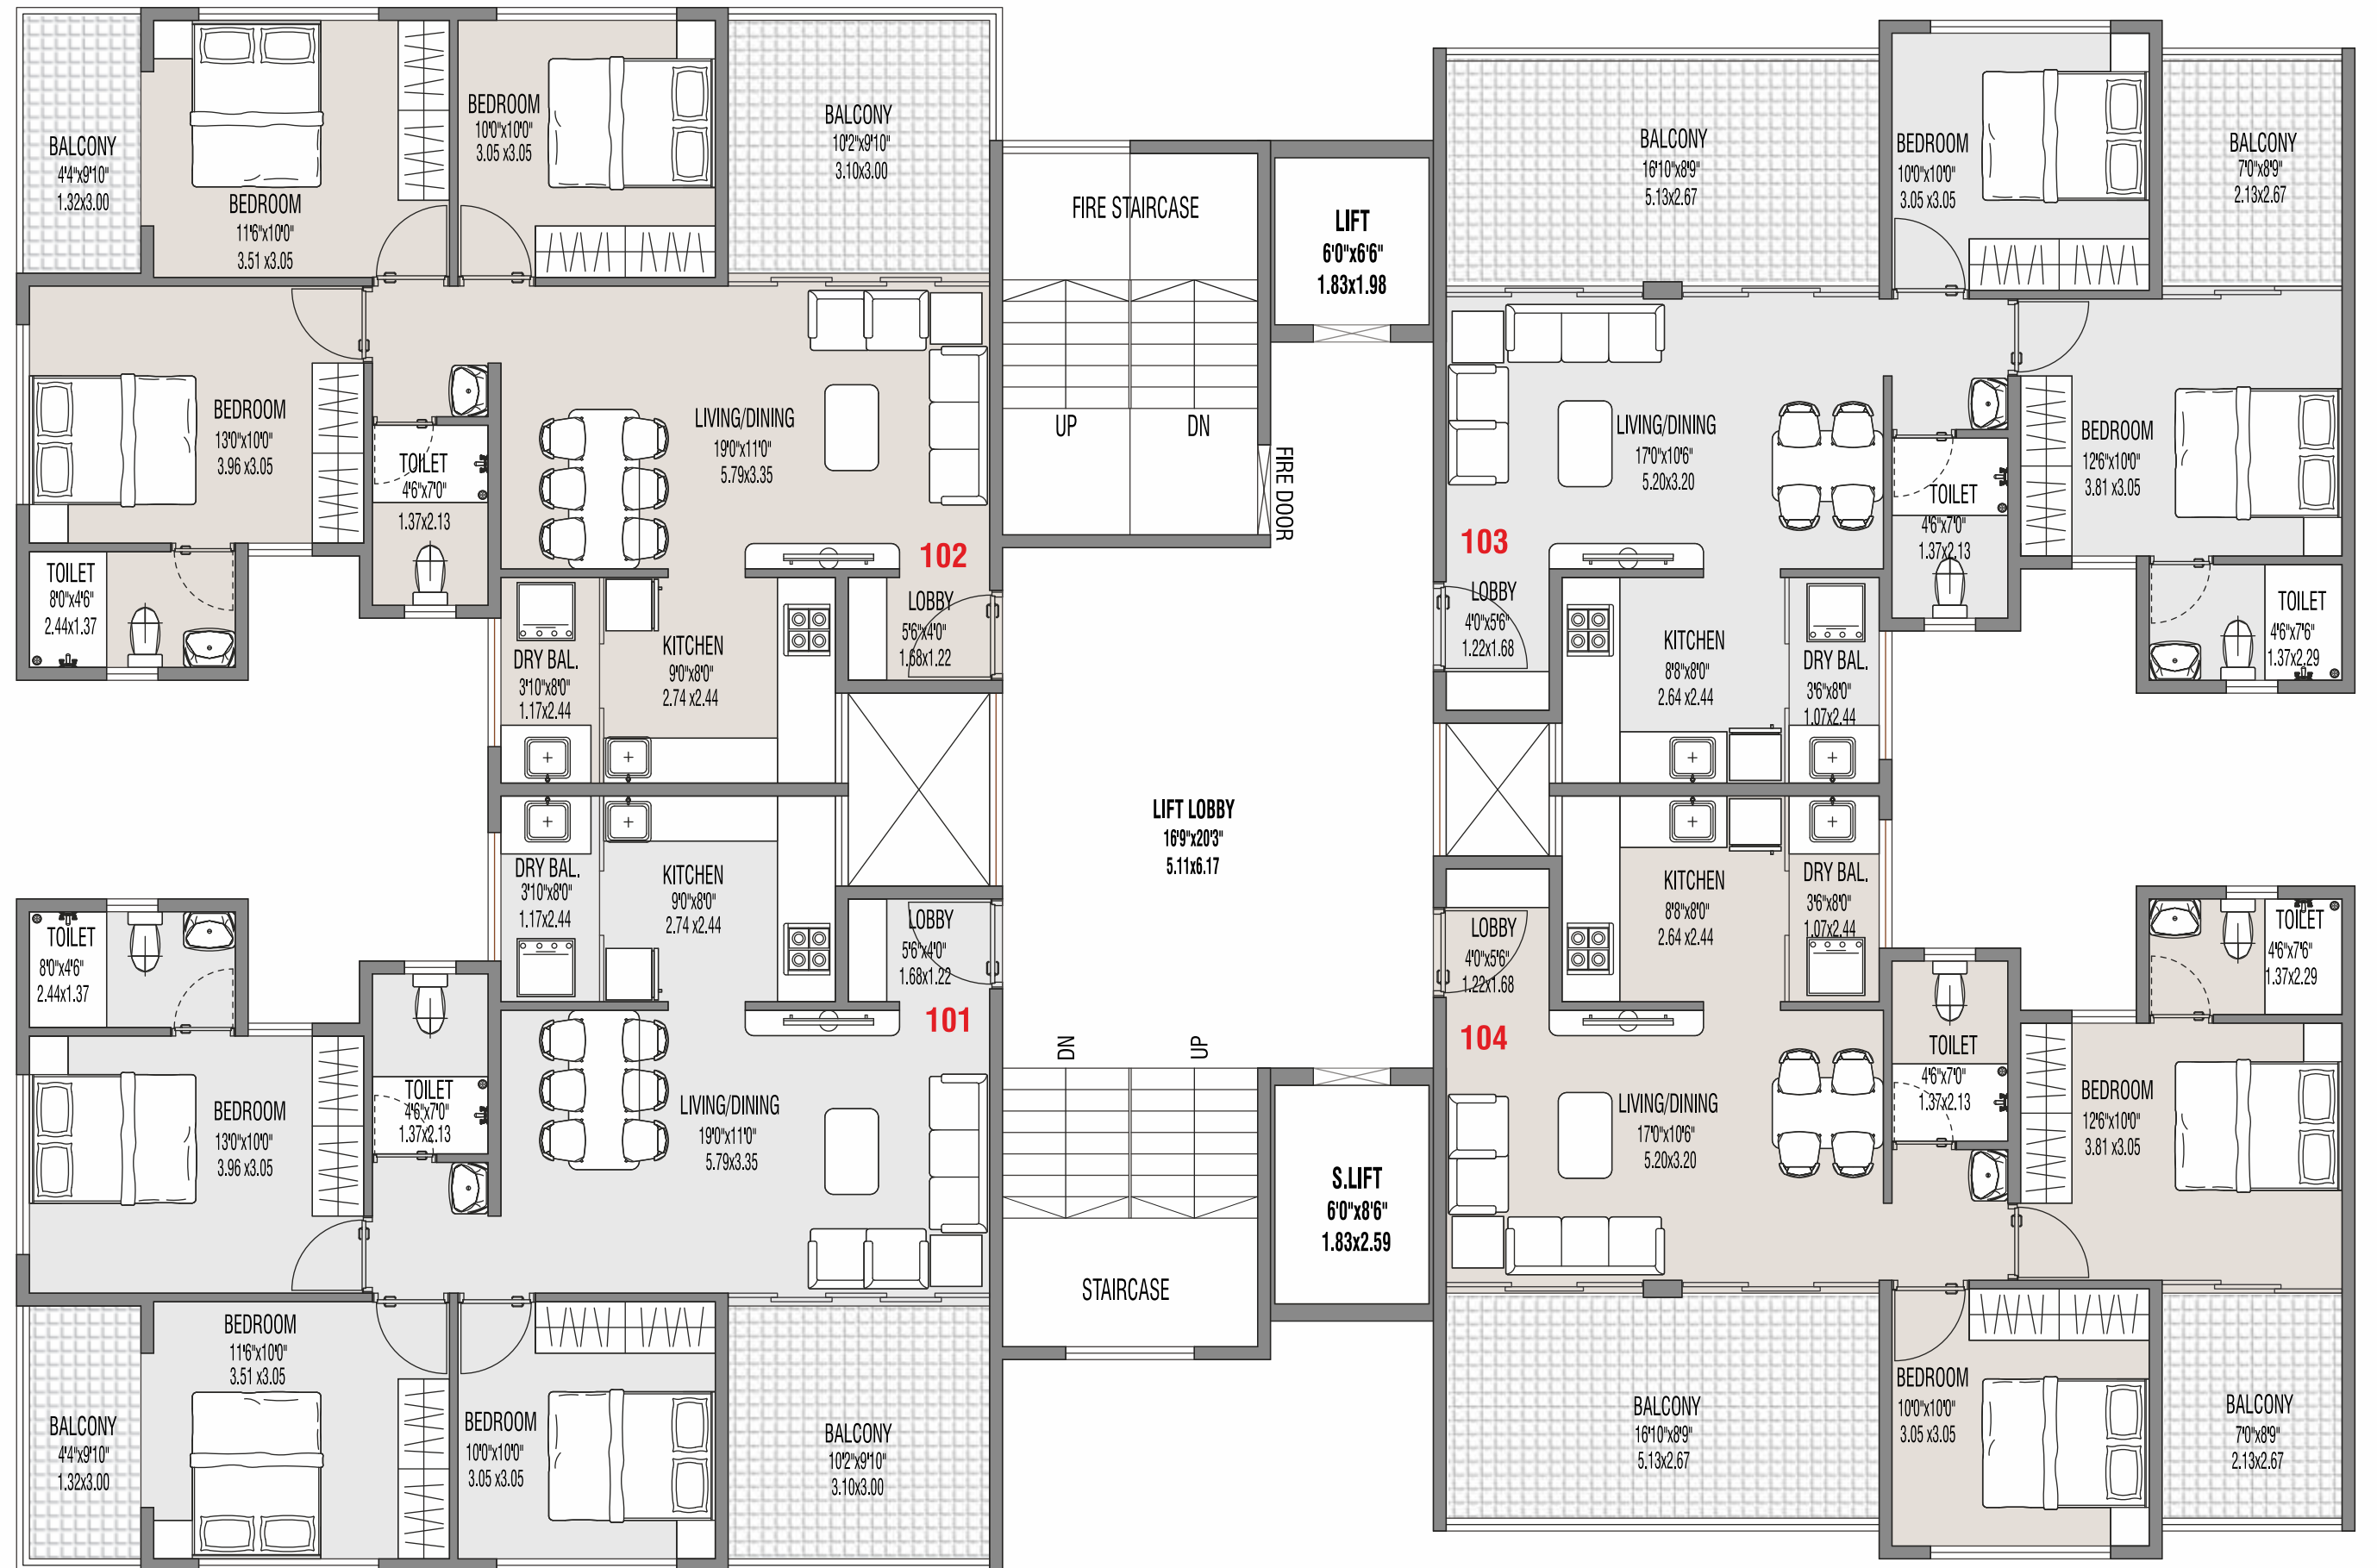 BALCONY
4'4"x9'10"
1.32x3.00
BEDROOM
11'6"x10'0"
3.51 x3.05
BEDROOM
10'0"x10'0"
3.05 x3.05
BALCONY
10'2"x9'10"
3.10x3.00
FIRE STAIRCASE
UP
DN
LIFT
6'0"x6'6"
1.83x1.98
FIRE DOOR
BALCONY
16'10"x8'9"
5.13x2.67
BEDROOM
10'0"x10'0"
3.05 x3.05
BALCONY
7'0"x8'9"
2.13x2.67
BEDROOM
13'0"x10'0"
3.96 x3.05
TOILET
4'6"x7'0"
1.37x2.13
LIVING/DINING
19'0"x11'0"
5.79x3.35
102
TOILET
8'0"x4'6"
2.44x1.37
DRY BAL.
3'10"x8'0"
1.17x2.44
KITCHEN
9'0"x8'0"
2.74 x2.44
LOBBY
5'6"x4'0"
1.68x1.22
LIVING/DINING
17'0"x10'6"
5.20x3.20
103
LOBBY
4'0"x5'6"
1.22x1.68
KITCHEN
8'8"x8'0"
2.64 x2.44
DRY BAL.
3'6"x8'0"
1.07x2.44
TOILET
4'6"x7'0"
1.37x2.13
BEDROOM
12'6"x10'0"
3.81 x3.05
TOILET
4'6"x7'6"
1.37x2.29
LIFT LOBBY
16'9"x20'3"
5.11x6.17
TOILET
8'0"x4'6"
2.44x1.37
DRY BAL.
3'10"x8'0"
1.17x2.44
KITCHEN
9'0"x8'0"
2.74 x2.44
LOBBY
5'6"x4'0"
1.68x1.22
101
BEDROOM
13'0"x10'0"
3.96 x3.05
TOILET
4'6"x7'0"
1.37x2.13
LIVING/DINING
19'0"x11'0"
5.79x3.35
DN
UP
STAIRCASE
S.LIFT
6'0"x8'6"
1.83x2.59
LOBBY
4'0"x5'6"
1.22x1.68
104
KITCHEN
8'8"x8'0"
2.64 x2.44
DRY BAL.
3'6"x8'0"
1.07x2.44
TOILET
4'6"x7'6"
1.37x2.29
LIVING/DINING
17'0"x10'6"
5.20x3.20
TOILET
4'6"x7'0"
1.37x2.13
BEDROOM
12'6"x10'0"
3.81 x3.05
BALCONY
4'4"x9'10"
1.32x3.00
BEDROOM
11'6"x10'0"
3.51 x3.05
BEDROOM
10'0"x10'0"
3.05 x3.05
BALCONY
10'2"x9'10"
3.10x3.00
BALCONY
16'10"x8'9"
5.13x2.67
BEDROOM
10'0"x10'0"
3.05 x3.05
BALCONY
7'0"x8'9"
2.13x2.67